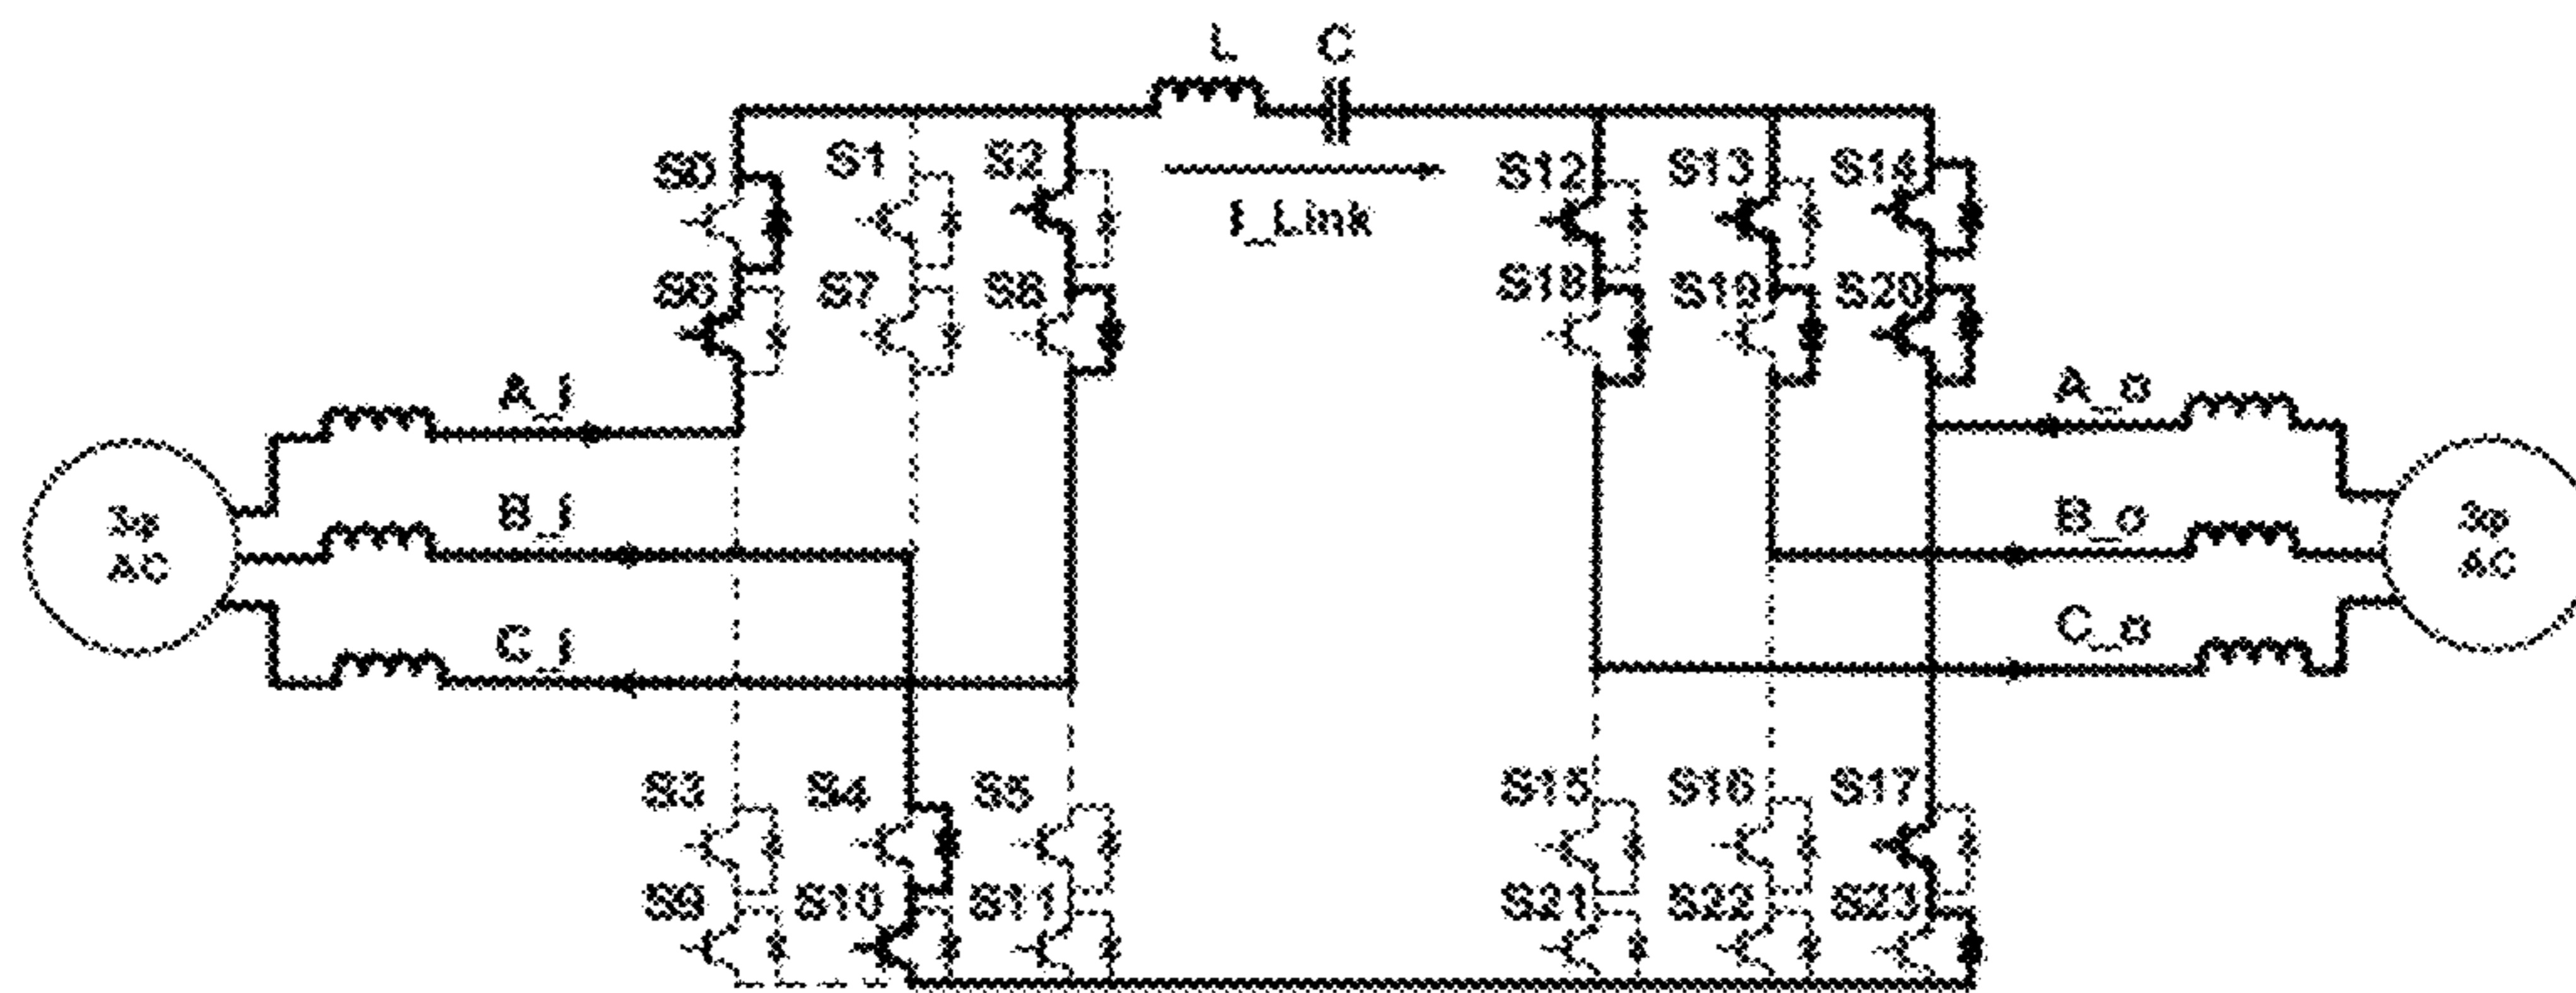 L C
S0 S1 S2 S12 S13 S14
I_Link
S6 S7 S8 S18 S19 S20
A_i A_o
3φ AC B_i B_o 3φ AC
C_i C_o
S3 S4 S5 S15 S16 S17
S9 S10 S11 S21 S22 S23